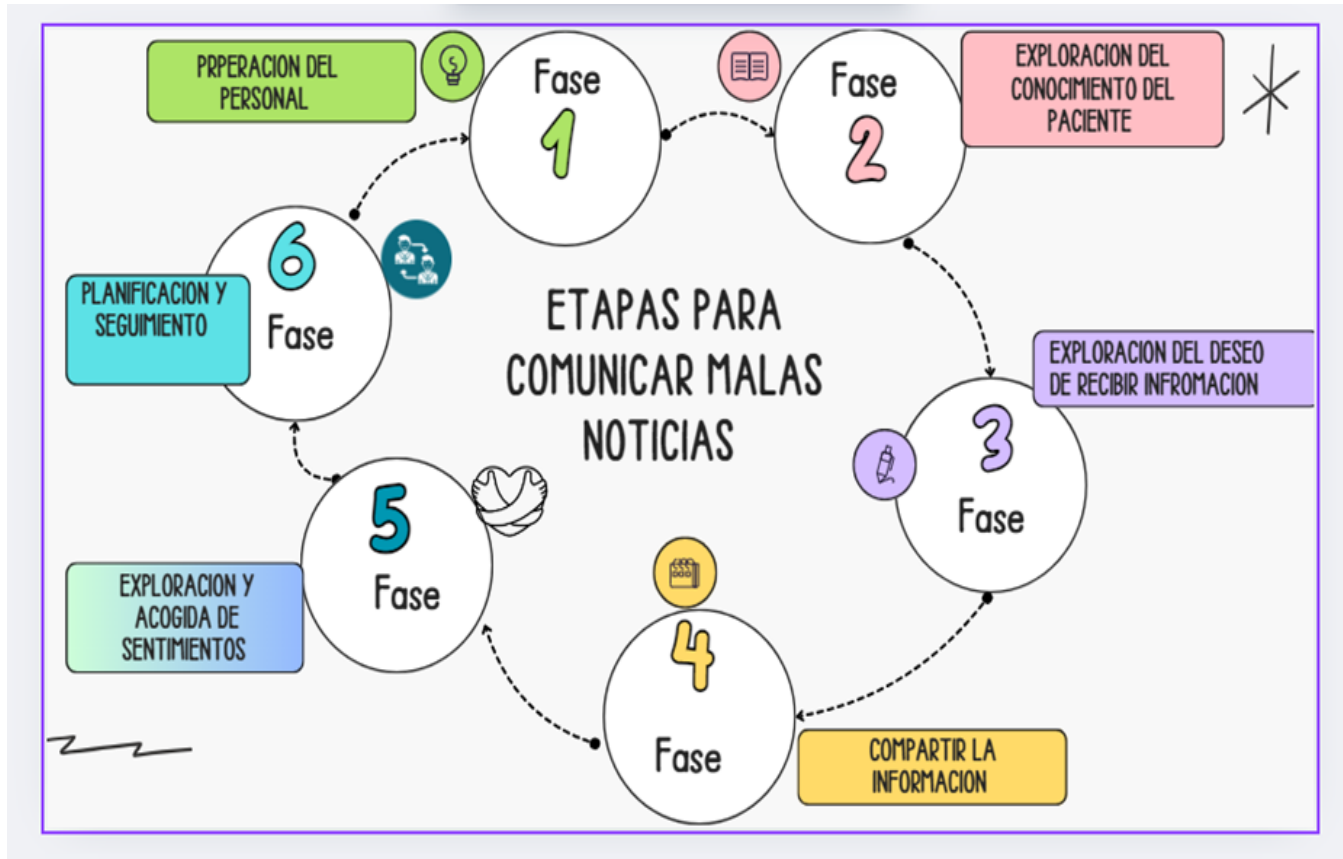 PRPERACION DEL
PERSONAL
Fase
1
Fase
2
EXPLORACION DEL
CONOCIMIENTO DEL
PACIENTE
EXPLORACION DEL DESEO
DE RECIBIR INFROMACION
3
Fase
4
Fase
COMPARTIR LA
INFORMACION
5
Fase
EXPLORACION Y
ACOGIDA DE
SENTIMIENTOS
6
Fase
PLANIFICACION Y
SEGUIMIENTO
ETAPAS PARA
COMUNICAR MALAS
NOTICIAS